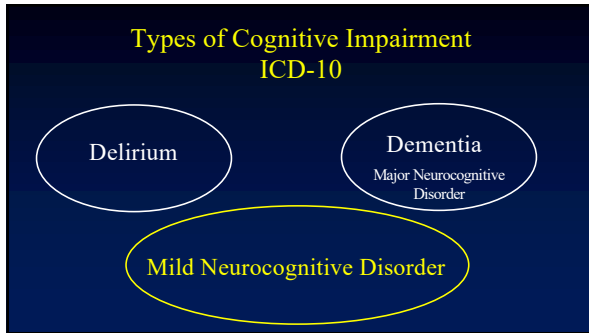 Types of Cognitive Impairment
ICD-10
Delirium
Dementia
Major Neurocognitive
Disorder
Mild Neurocognitive Disorder